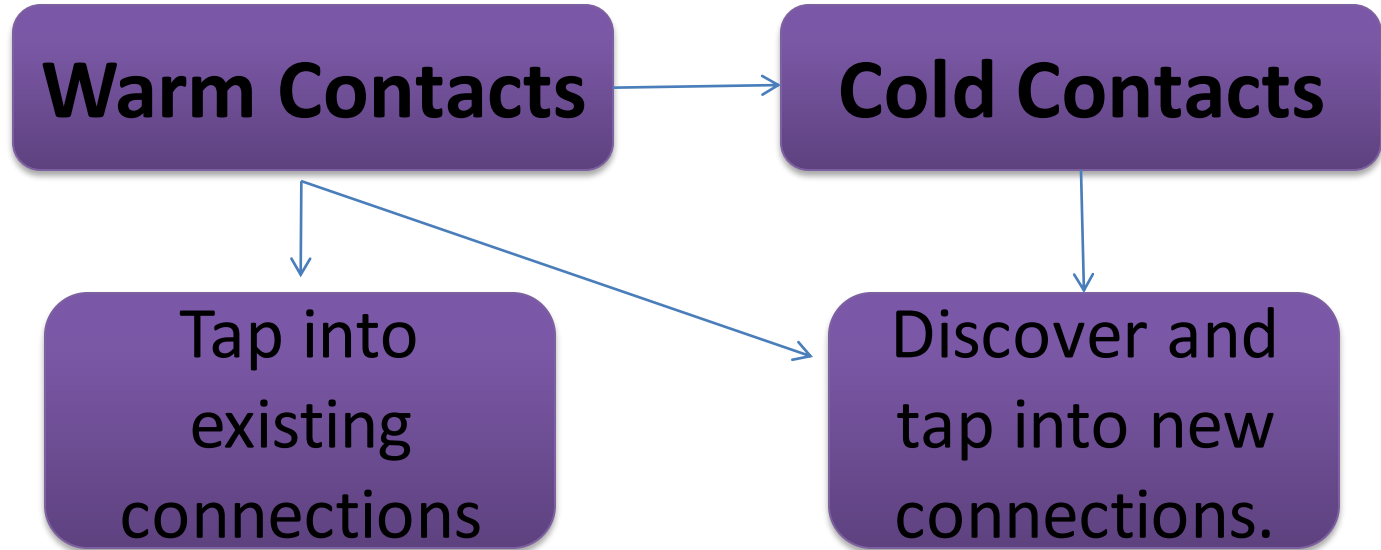 Warm Contacts
Cold Contacts
Tap into
existing
connections
Discover and
tap into new
connections.